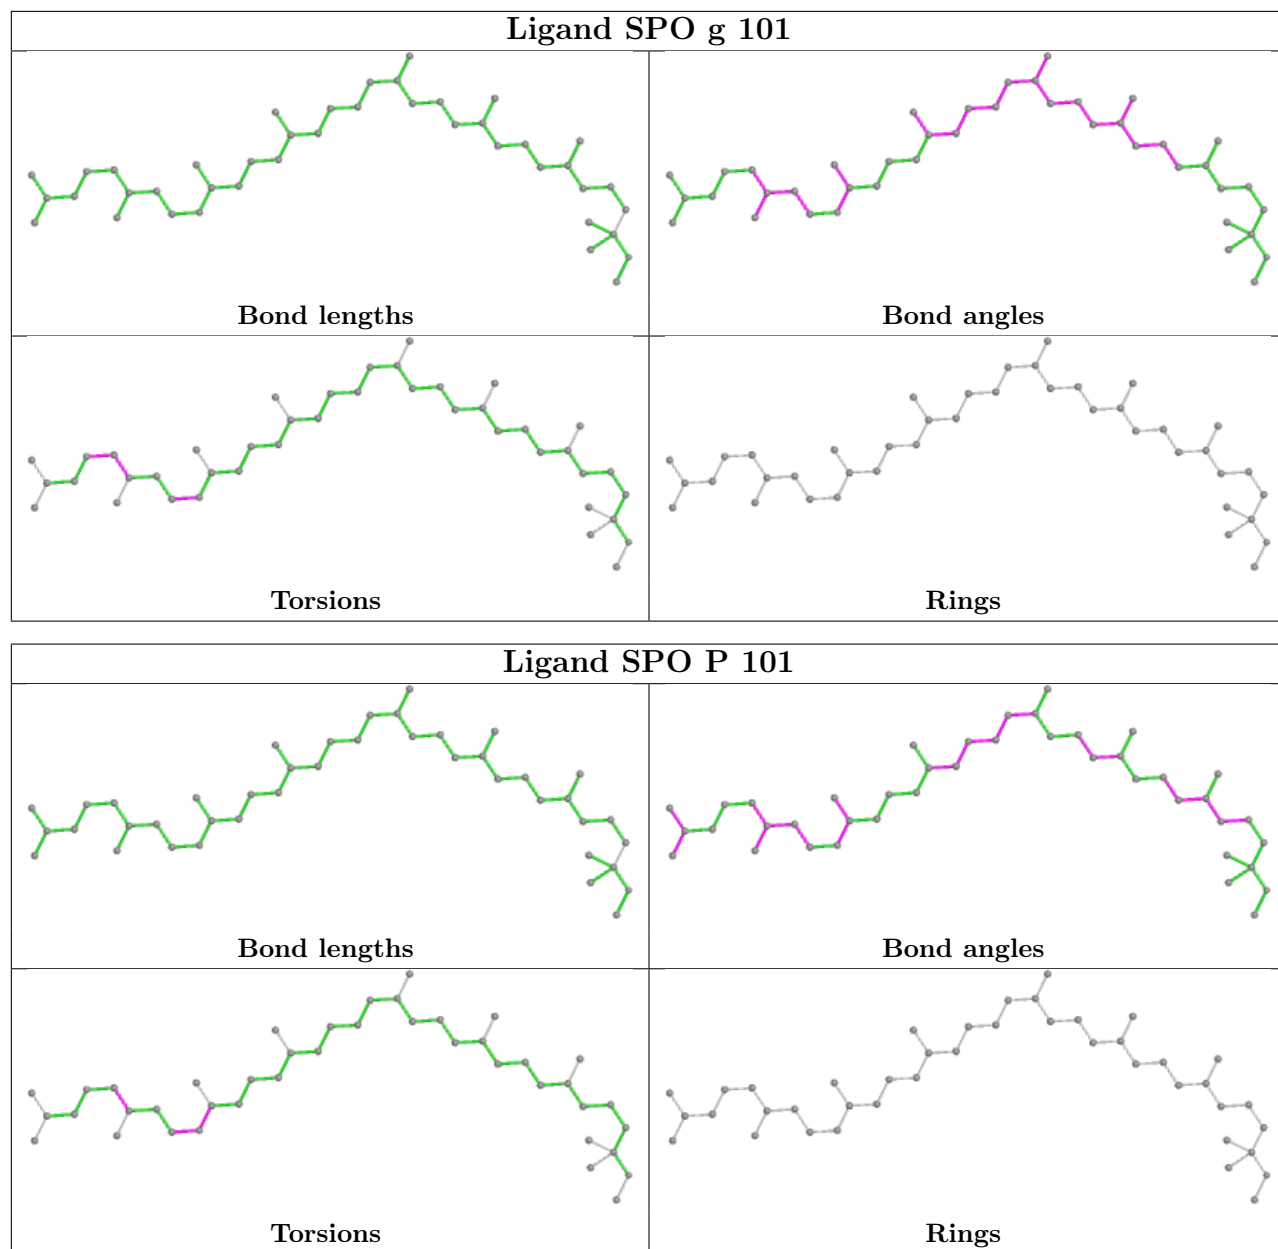 Ligand SPO g 101
Bond lengths
Bond angles
Torsions
Rings
Ligand SPO P 101
Bond lengths
Bond angles
Torsions
Rings